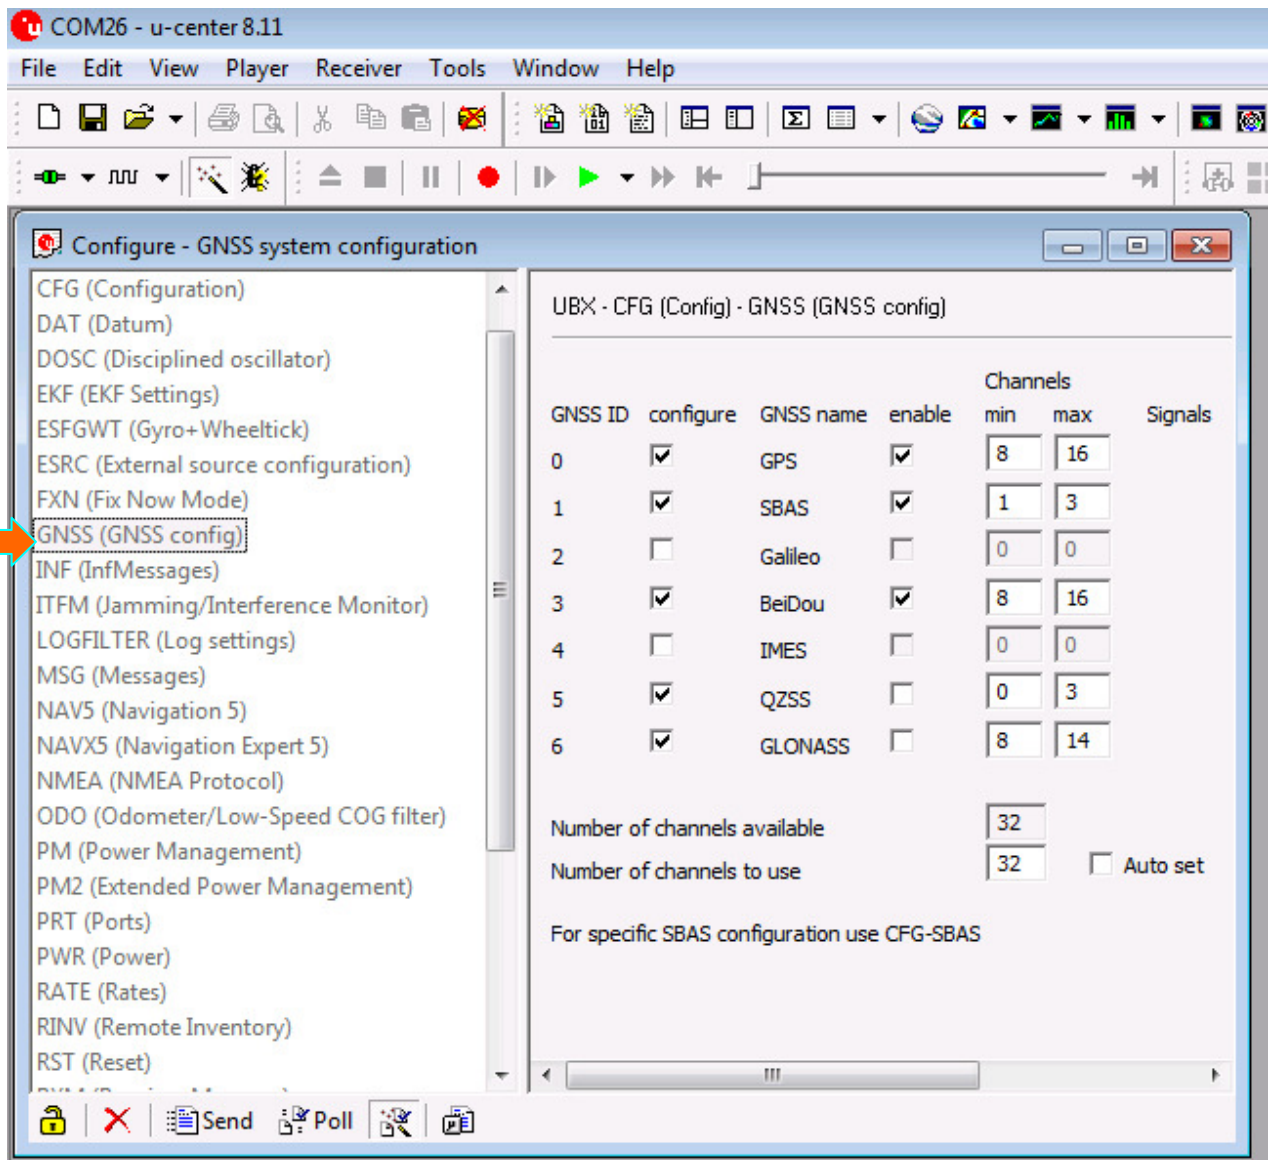 COM26 - u-center 8.11
File Edit View Player Receiver Tools Window Help
Configure - GNSS system configuration
CFG (Configuration)
DAT (Datum)
DOSC (Disciplined oscillator)
EKF (EKF Settings)
ESFGWT (Gyro+Wheeltick)
ESRC (External source configuration)
FXN (Fix Now Mode)
GNSS (GNSS config)
INF (InfMessages)
ITFM (Jamming/Interference Monitor)
LOGFILTER (Log settings)
MSG (Messages)
NAV5 (Navigation 5)
NAVX5 (Navigation Expert 5)
NMEA (NMEA Protocol)
ODO (Odometer/Low-Speed COG filter)
PM (Power Management)
PM2 (Extended Power Management)
PRT (Ports)
PWR (Power)
RATE (Rates)
RINV (Remote Inventory)
RST (Reset)
UBX - CFG (Config) - GNSS (GNSS config)
Channels
GNSS ID configure GNSS name enable min max Signals
0 GPS 8 16
1 SBAS 1 3
2 Galileo 0 0
3 BeiDou 8 16
4 IMES 0 0
5 QZSS 0 3
6 GLONASS 8 14
Number of channels available 32
Number of channels to use 32 Auto set
For specific SBAS configuration use CFG-SBAS
Send Poll